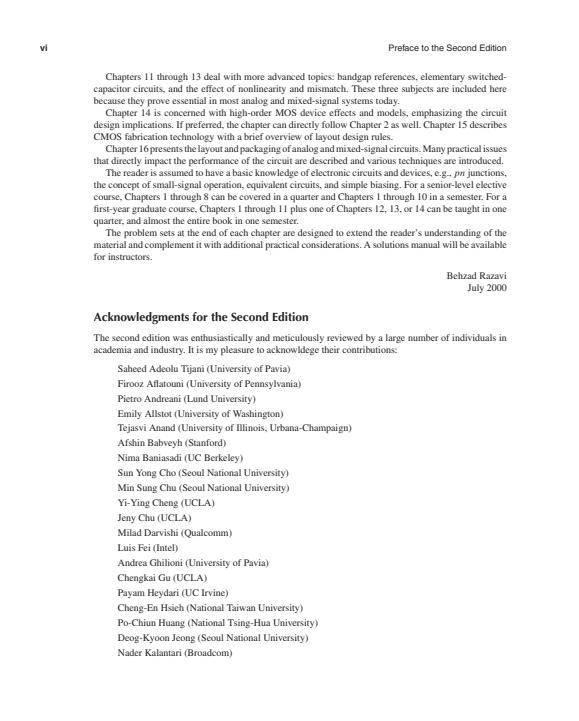 vi
Preface to the Second Edition
Chapters 11 through 13 deal with more advanced topics: bandgap references, elementary switched-
capacitor circuits, and the effect of nonlinearity and mismatch. These three subjects are included here
because they prove essential in most analog and mixed-signal systems today.
Chapter 14 is concerned with high-order MOS device effects and models, emphasizing the circuit
design implications. If preferred, the chapter can directly follow Chapter 2 as well. Chapter 15 describes
CMOS fabrication technology with a brief overview of layout design rules.
Chapter 16 presents the layout and packaging of analog and mixed-signal circuits. Many practical issues
that directly impact the performance of the circuit are described and various techniques are introduced.
The reader is assumed to have a basic knowledge of electronic circuits and devices, e.g., pn junctions,
the concept of small-signal operation, equivalent circuits, and simple biasing. For a senior-level elective
course, Chapters 1 through 8 can be covered in a quarter and Chapters 1 through 10 in a semester. For a
first-year graduate course, Chapters 1 through 11 plus one of Chapters 12, 13, or 14 can be taught in one
quarter, and almost the entire book in one semester.
The problem sets at the end of each chapter are designed to extend the reader's understanding of the
material and complement it with additional practical considerations. A solutions manual will be available
for instructors.
Behzad Razavi
July 2000
Acknowledgments for the Second Edition
The second edition was enthusiastically and meticulously reviewed by a large number of individuals in
academia and industry. It is my pleasure to acknowldege their contributions:
Saheed Adeolu Tijani (University of Pavia)
Firooz Aflatouni (University of Pennsylvania)
Pietro Andreani (Lund University)
Emily Allstot (University of Washington)
Tejasvi Anand (University of Illinois, Urbana-Champaign)
Afshin Babveyh (Stanford)
Nima Baniasadi (UC Berkeley)
Sun Yong Cho (Seoul National University)
Min Sung Chu (Seoul National University)
Yi-Ying Cheng (UCLA)
Jeny Chu (UCLA)
Milad Darvishi (Qualcomm)
Luis Fei (Intel)
Andrea Ghilioni (University of Pavia)
Chengkai Gu (UCLA)
Payam Heydari (UC Irvine)
Cheng-En Hsieh (National Taiwan University)
Po-Chiun Huang (National Tsing-Hua University)
Deog-Kyoon Jeong (Seoul National University)
Nader Kalantari (Broadcom)